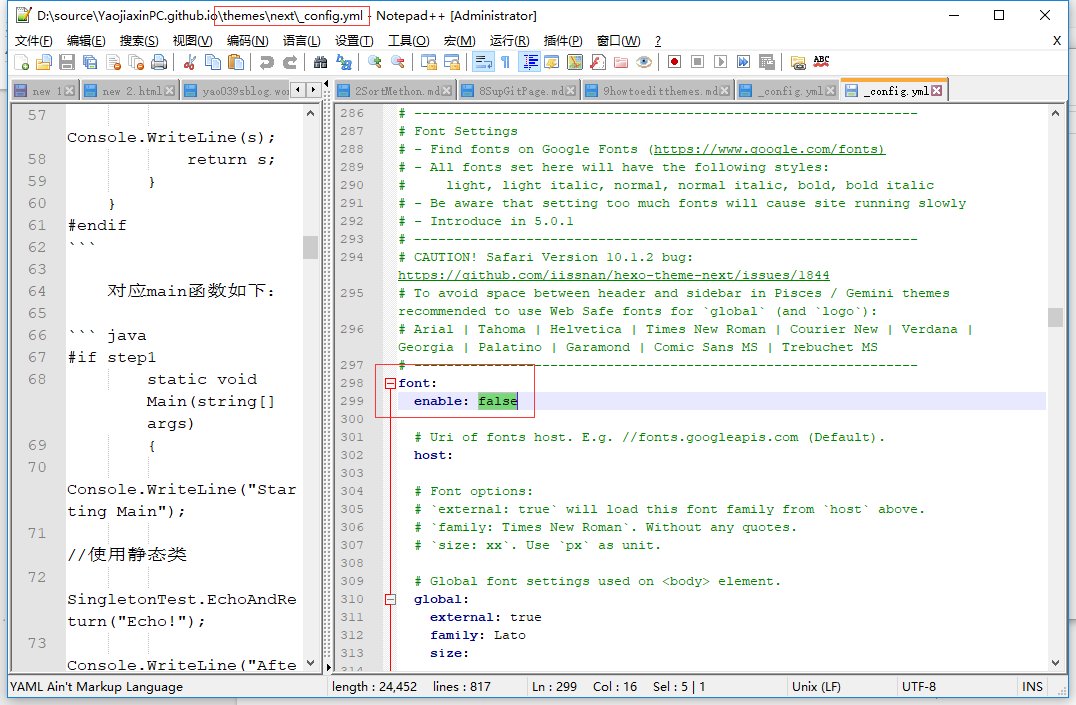 D:\source\YaojiaxinPC.github.io\themes\next\_config.yml - Notepad++ [Administrator]
文件(F) 编辑(E) 搜索(S) 视图(V) 编码(N) 语言(L) 设置(T) 工具(O) 宏(M) 运行(R) 插件(P) 窗口(W) ? X
new 1 new 2.html yao039sblog.wor 2SortMethon.md 8SupGitPage.md 9howtoeditthemes.md _config.yml _config.yml
57
Console.WriteLine(s);
58 return s;
59 }
60 }
61 #endif
62 ```
63
64 对应main函数如下：
65
66 ``` java
67 #if step1
68 static void
Main(string[]
args)
69 {
70
Console.WriteLine("Star
ting Main");
71
//使用静态类
72
SingletonTest.EchoAndRe
turn("Echo!");
73
Console.WriteLine("Afte
286 # ---------------------------------------------------------------
287 # Font Settings
288 # - Find fonts on Google Fonts (https://www.google.com/fonts)
289 # - All fonts set here will have the following styles:
290 # light, light italic, normal, normal italic, bold, bold italic
291 # - Be aware that setting too much fonts will cause site running slowly
292 # - Introduce in 5.0.1
293 # ---------------------------------------------------------------
294 # CAUTION! Safari Version 10.1.2 bug:
https://github.com/iissnan/hexo-theme-next/issues/1844
295 # To avoid space between header and sidebar in Pisces / Gemini themes
recommended to use Web Safe fonts for `global` (and `logo`):
296 # Arial | Tahoma | Helvetica | Times New Roman | Courier New | Verdana |
Georgia | Palatino | Garamond | Comic Sans MS | Trebuchet MS
297 # ---------------------------------------------------------------
298 font:
299 enable: false
300
301 # Uri of fonts host. E.g. //fonts.googleapis.com (Default).
302 host:
303
304 # Font options:
305 # `external: true` will load this font family from `host` above.
306 # `family: Times New Roman`. Without any quotes.
307 # `size: xx`. Use `px` as unit.
308
309 # Global font settings used on <body> element.
310 global:
311 external: true
312 family: Lato
313 size:
314
YAML Ain't Markup Language length : 24,452 lines : 817 Ln : 299 Col : 16 Sel : 5 | 1 Unix (LF) UTF-8 INS